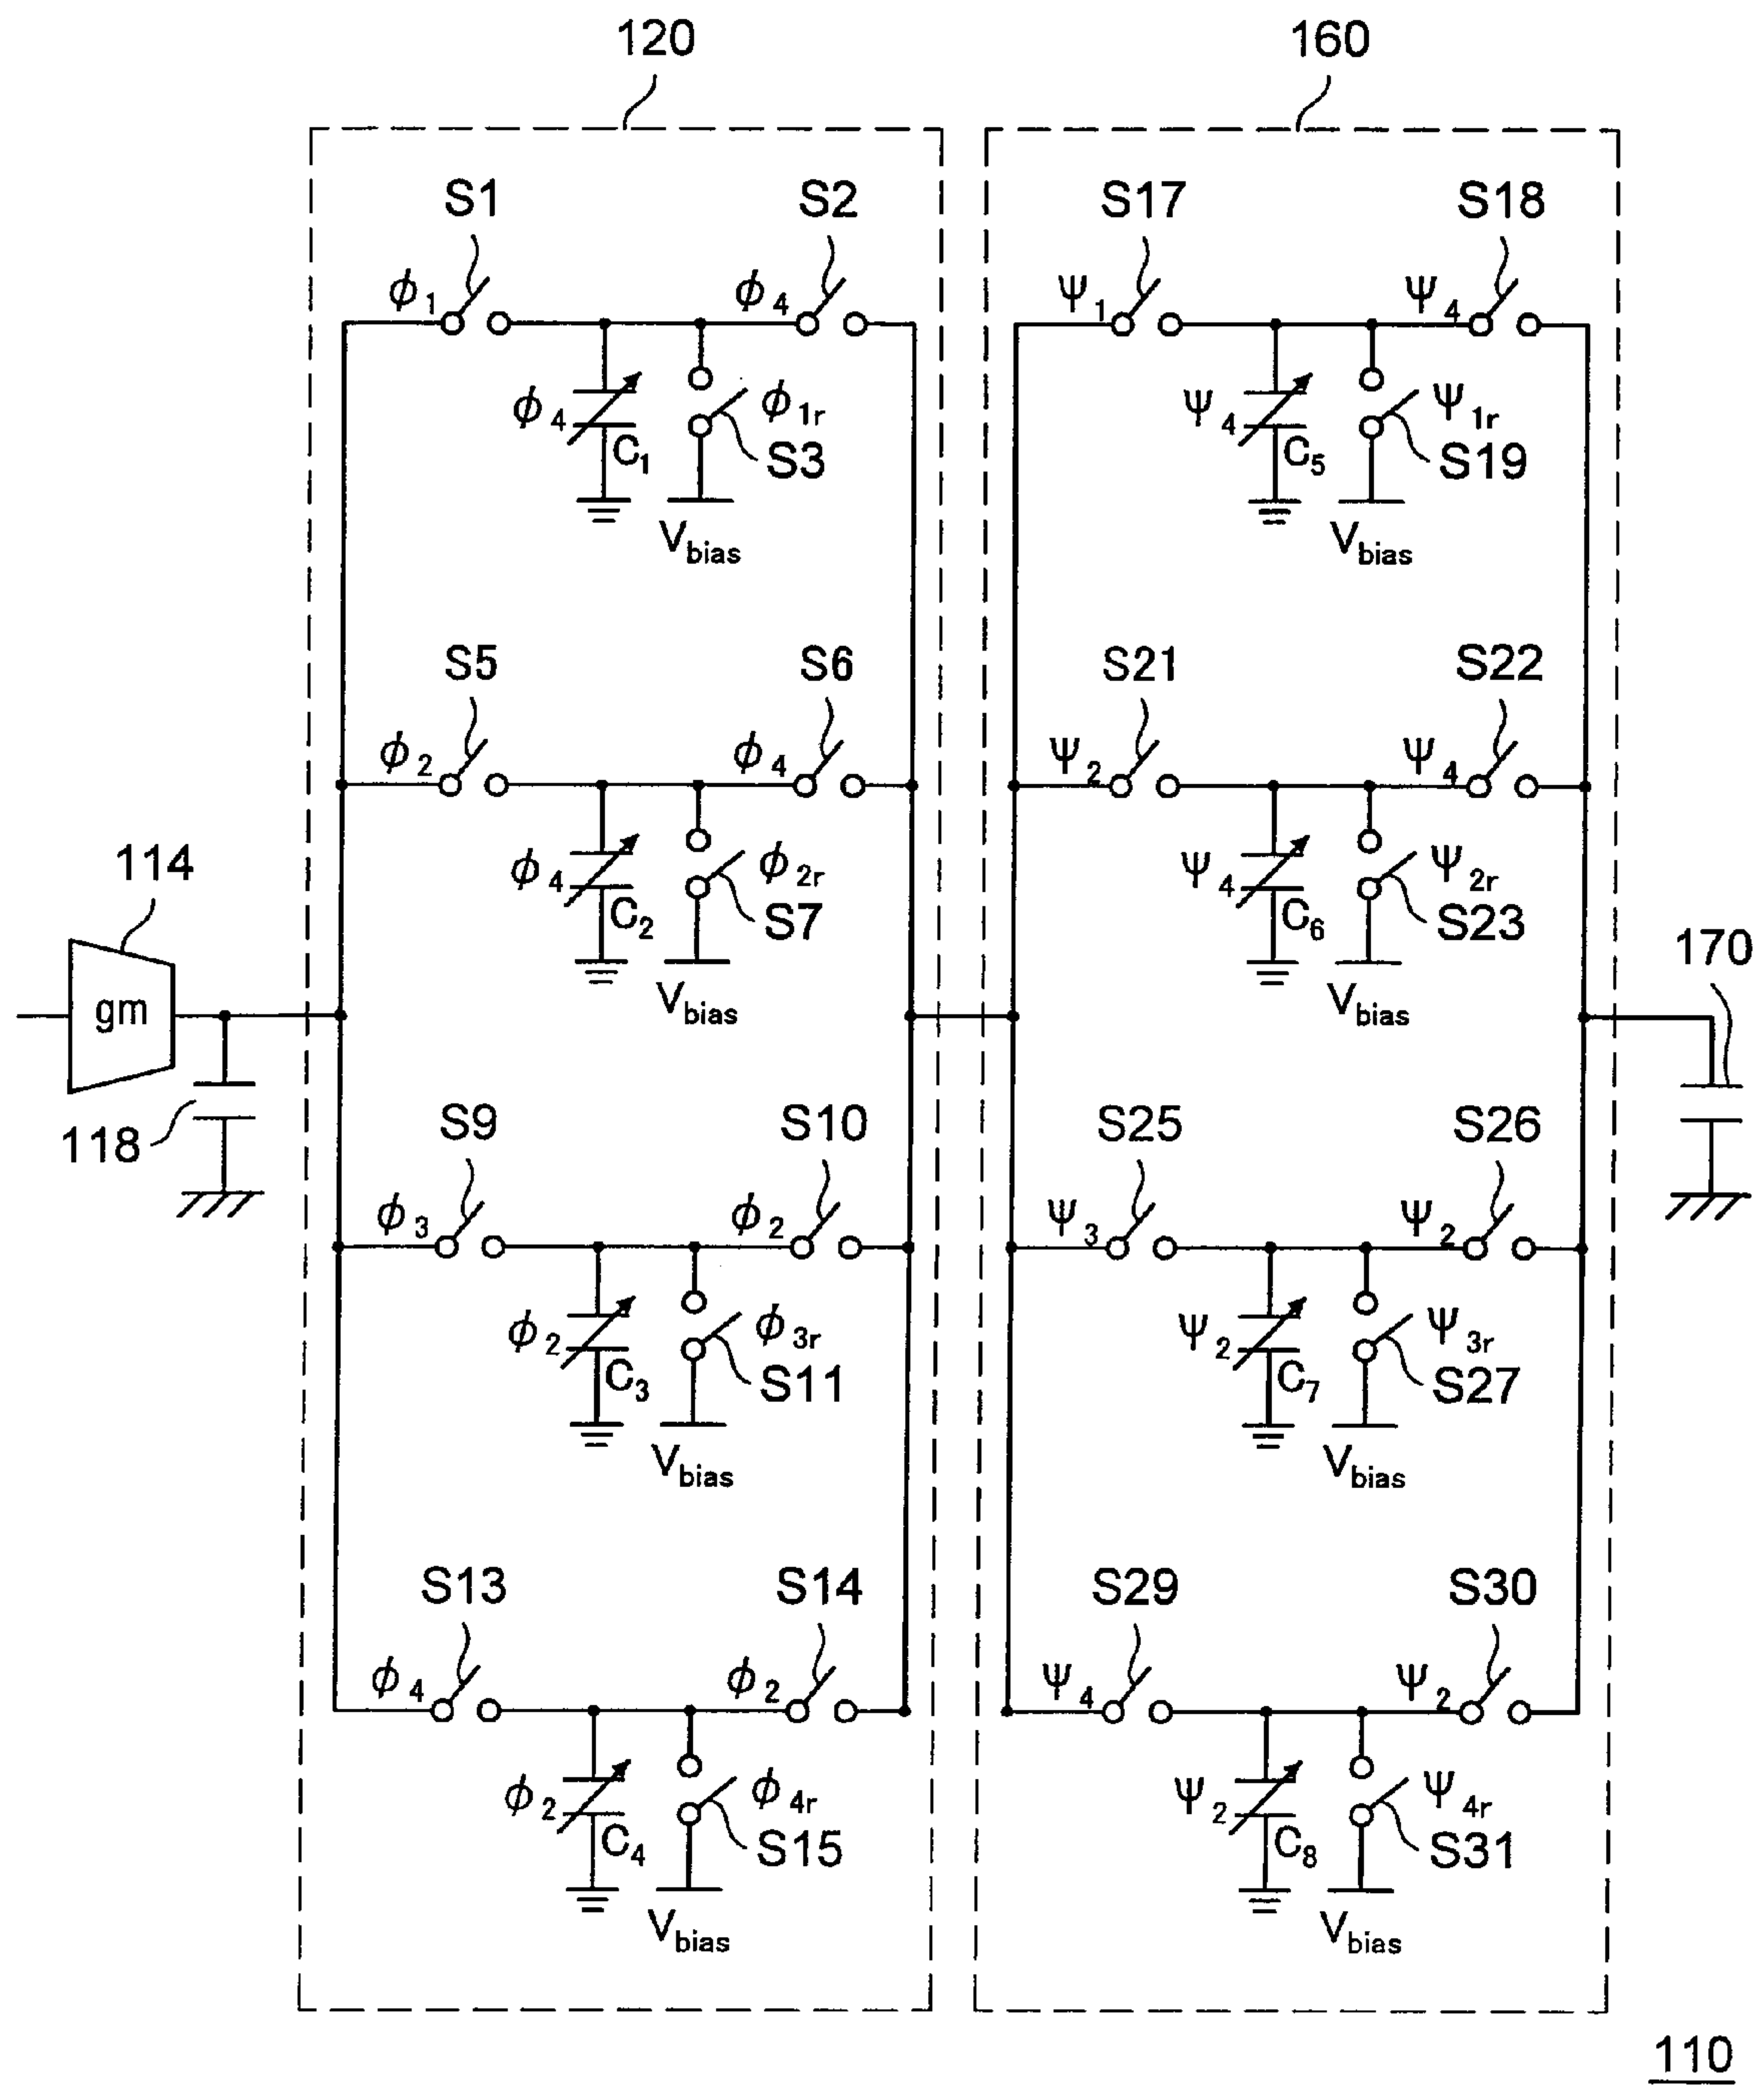 120 160
S1 S2 S17 S18
ϕ1 ϕ4 ψ1 ψ4
ϕ4 C1 ϕ1r S3 ψ4 C5 ψ1r S19
Vbias Vbias
S5 S6 S21 S22
ϕ2 ϕ4 ψ2 ψ4
114 ϕ4 C2 ϕ2r S7 ψ4 C6 ψ2r S23 170
gm Vbias Vbias
118 S9 S10 S25 S26
ϕ3 ϕ2 ψ3 ψ2
ϕ2 C3 ϕ3r S11 ψ2 C7 ψ3r S27
Vbias Vbias
S13 S14 S29 S30
ϕ4 ϕ2 ψ4 ψ2
ϕ2 C4 ϕ4r S15 ψ2 C8 ψ4r S31
Vbias Vbias
110